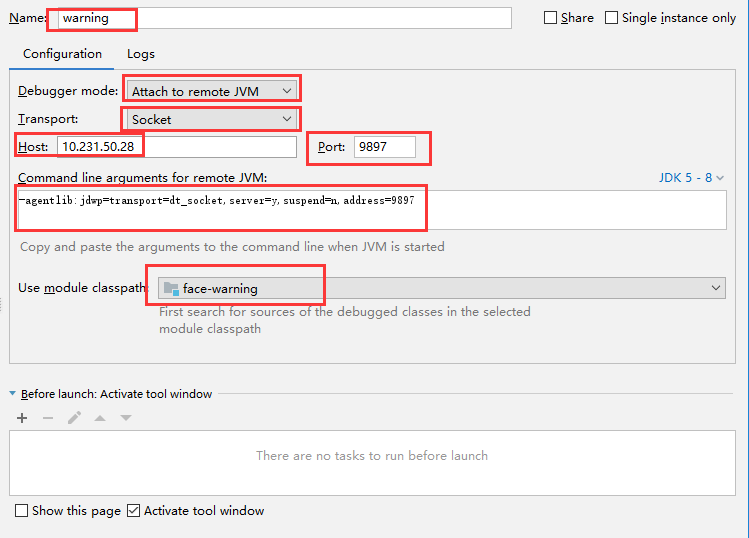 Name: warning Share Single instance only
Configuration Logs
Debugger mode: Attach to remote JVM
Transport: Socket
Host: 10.231.50.28 Port: 9897
Command line arguments for remote JVM: JDK 5 - 8
-agentlib:jdwp=transport=dt_socket,server=y,suspend=n,address=9897
Copy and paste the arguments to the command line when JVM is started
Use module classpath: face-warning
First search for sources of the debugged classes in the selected
module classpath
Before launch: Activate tool window
There are no tasks to run before launch
Show this page Activate tool window